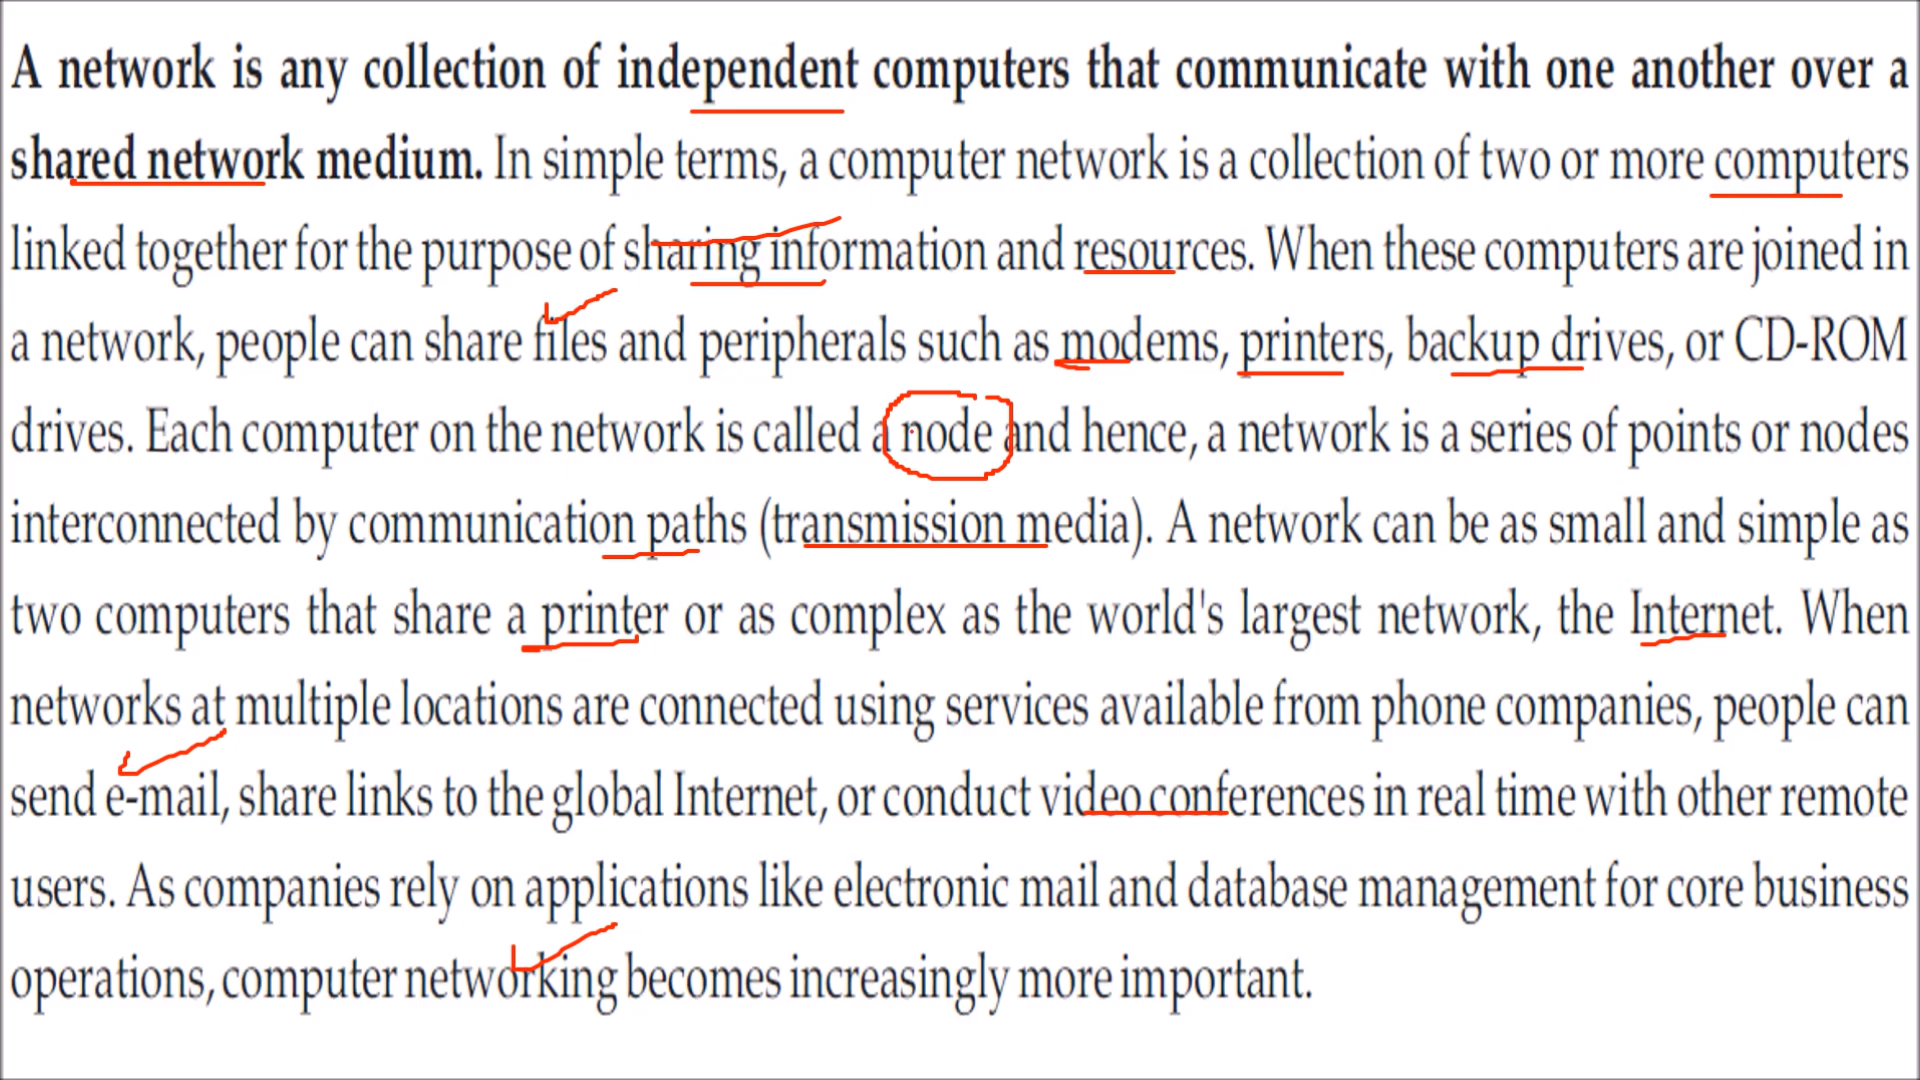 A network is any collection of independent computers that communicate with one another over a
shared network medium. In simple terms, a computer network is a collection of two or more computers
linked together for the purpose of sharing information and resources. When these computers are joined in
a network, people can share files and peripherals such as modems, printers, backup drives, or CD-ROM
drives. Each computer on the network is called a node and hence, a network is a series of points or nodes
interconnected by communication paths (transmission media). A network can be as small and simple as
two computers that share a printer or as complex as the world's largest network, the Internet. When
networks at multiple locations are connected using services available from phone companies, people can
send e-mail, share links to the global Internet, or conduct video conferences in real time with other remote
users. As companies rely on applications like electronic mail and database management for core business
operations, computer networking becomes increasingly more important.